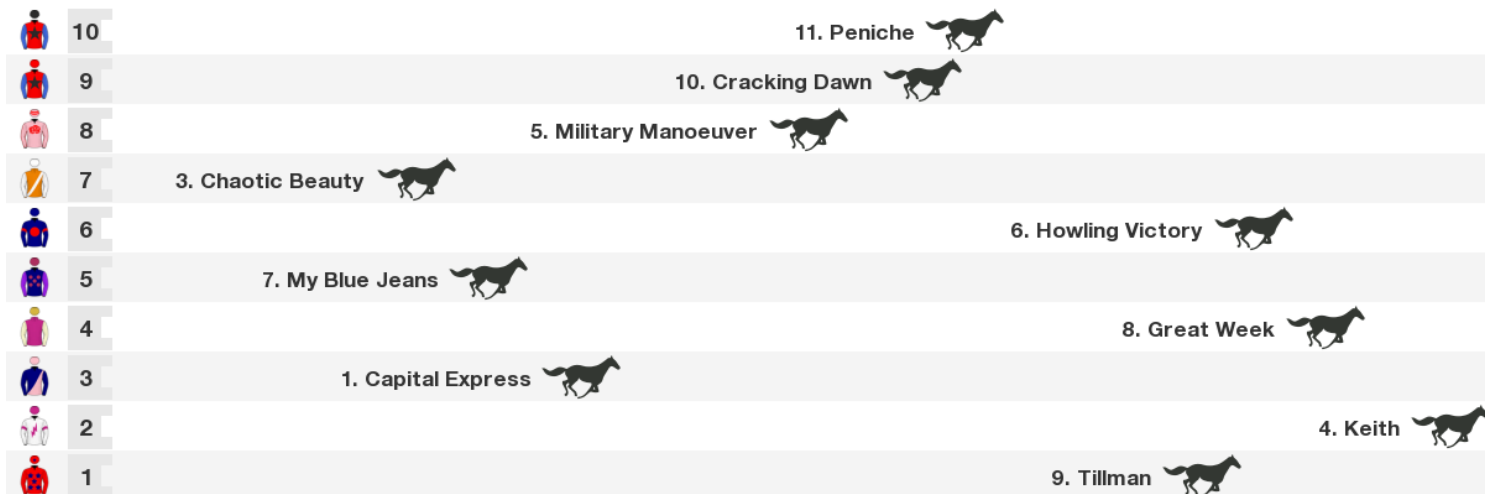 10 11. Peniche
9 10. Cracking Dawn
8 5. Military Manoeuver
7 3. Chaotic Beauty
6 6. Howling Victory
5 7. My Blue Jeans
4 8. Great Week
3 1. Capital Express
2 4. Keith
1 9. Tillman